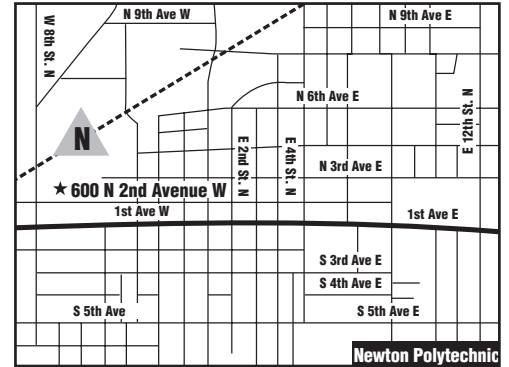 N 9th Ave W
N 9th Ave E
W 8th St. N
N 6th Ave E
E 12th St. N
N
E 2nd St. N
E 4th St. N
N 3rd Ave E
★ 600 N 2nd Avenue W
1st Ave W
1st Ave E
S 3rd Ave E
S 4th Ave E
S 5th Ave
S 5th Ave E
Newton Polytechnic